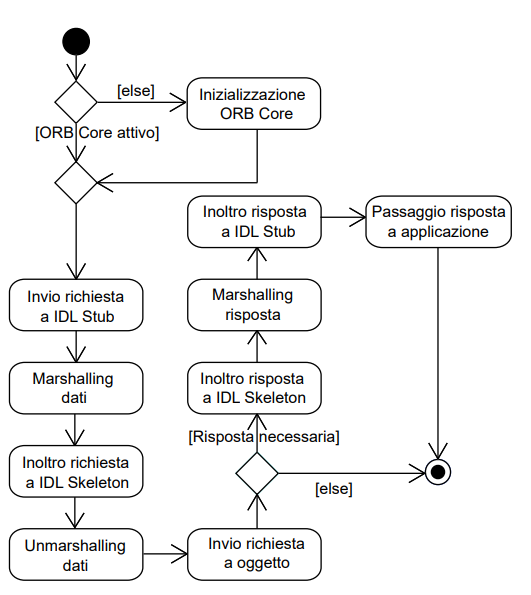 [else]
Inizializzazione
ORB Core
[ORB Core attivo]
Invio richiesta
a IDL Stub
Marshalling
dati
Inoltro richiesta
a IDL Skeleton
Unmarshalling
dati
Invio richiesta
a oggetto
[else]
[Risposta necessaria]
Inoltro risposta
a IDL Skeleton
Marshalling
risposta
Inoltro risposta
a IDL Stub
Passaggio risposta
a applicazione